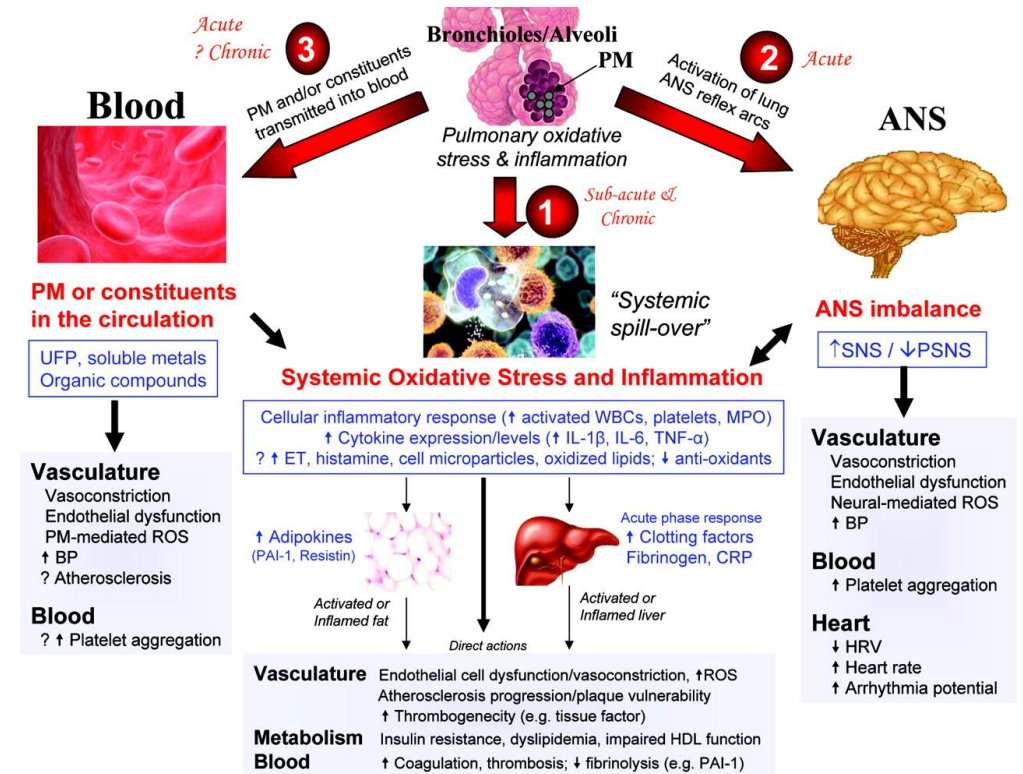 Bronchioles/Alveoli
PM
Pulmonary oxidative
stress & inflammation
Acute
? Chronic
3
PM and/or constituents
transmitted into blood
Blood
PM or constituents
in the circulation
UFP, soluble metals
Organic compounds
Vasculature
Vasoconstriction
Endothelial dysfunction
PM-mediated ROS
↑ BP
? Atherosclerosis
Blood
? ↑ Platelet aggregation
1
Sub-acute &
Chronic
“Systemic
spill-over”
Systemic Oxidative Stress and Inflammation
Cellular inflammatory response (↑ activated WBCs, platelets, MPO)
↑ Cytokine expression/levels (↑ IL-1β, IL-6, TNF-α)
? ↑ ET, histamine, cell microparticles, oxidized lipids; ↓ anti-oxidants
↑ Adipokines
(PAI-1, Resistin)
Activated or
Inflamed fat
Acute phase response
↑ Clotting factors
Fibrinogen, CRP
Activated or
Inflamed liver
Direct actions
Vasculature Endothelial cell dysfunction/vasoconstriction, ↑ROS
Atherosclerosis progression/plaque vulnerability
↑ Thrombogenecity (e.g. tissue factor)
Metabolism Insulin resistance, dyslipidemia, impaired HDL function
Blood ↑ Coagulation, thrombosis; ↓ fibrinolysis (e.g. PAI-1)
2
Acute
Activation of lung
ANS reflex arcs
ANS
ANS imbalance
↑SNS / ↓PSNS
Vasculature
Vasoconstriction
Endothelial dysfunction
Neural-mediated ROS
↑ BP
Blood
↑ Platelet aggregation
Heart
↓ HRV
↑ Heart rate
↑ Arrhythmia potential